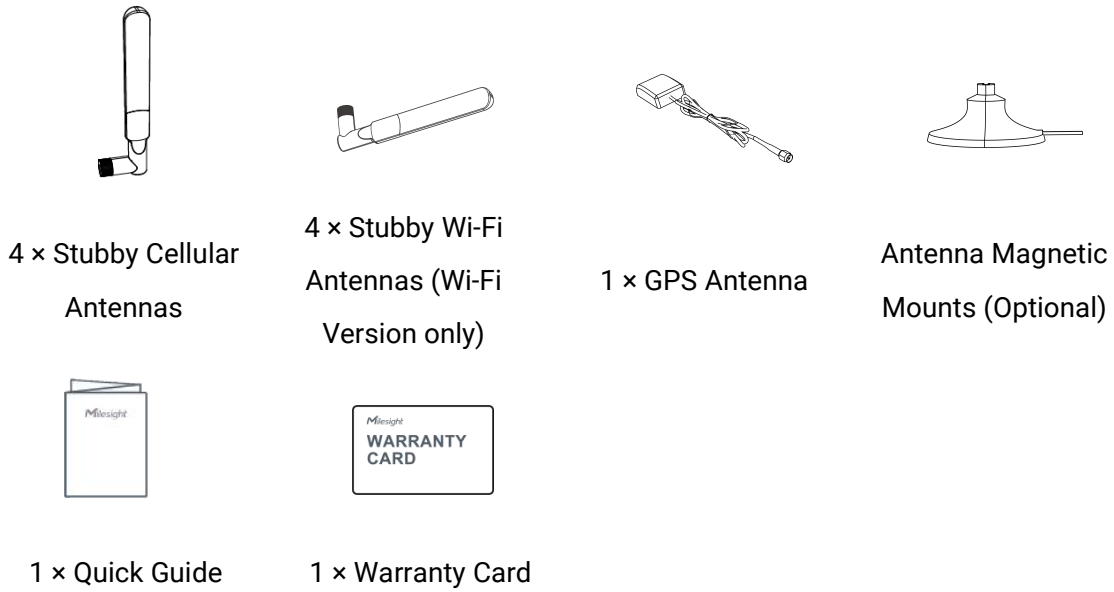 4 × Stubby Cellular
Antennas
4 × Stubby Wi-Fi
Antennas (Wi-Fi
Version only)
1 × GPS Antenna
Antenna Magnetic
Mounts (Optional)
Milesight
Milesight
WARRANTY
CARD
1 × Quick Guide
1 × Warranty Card